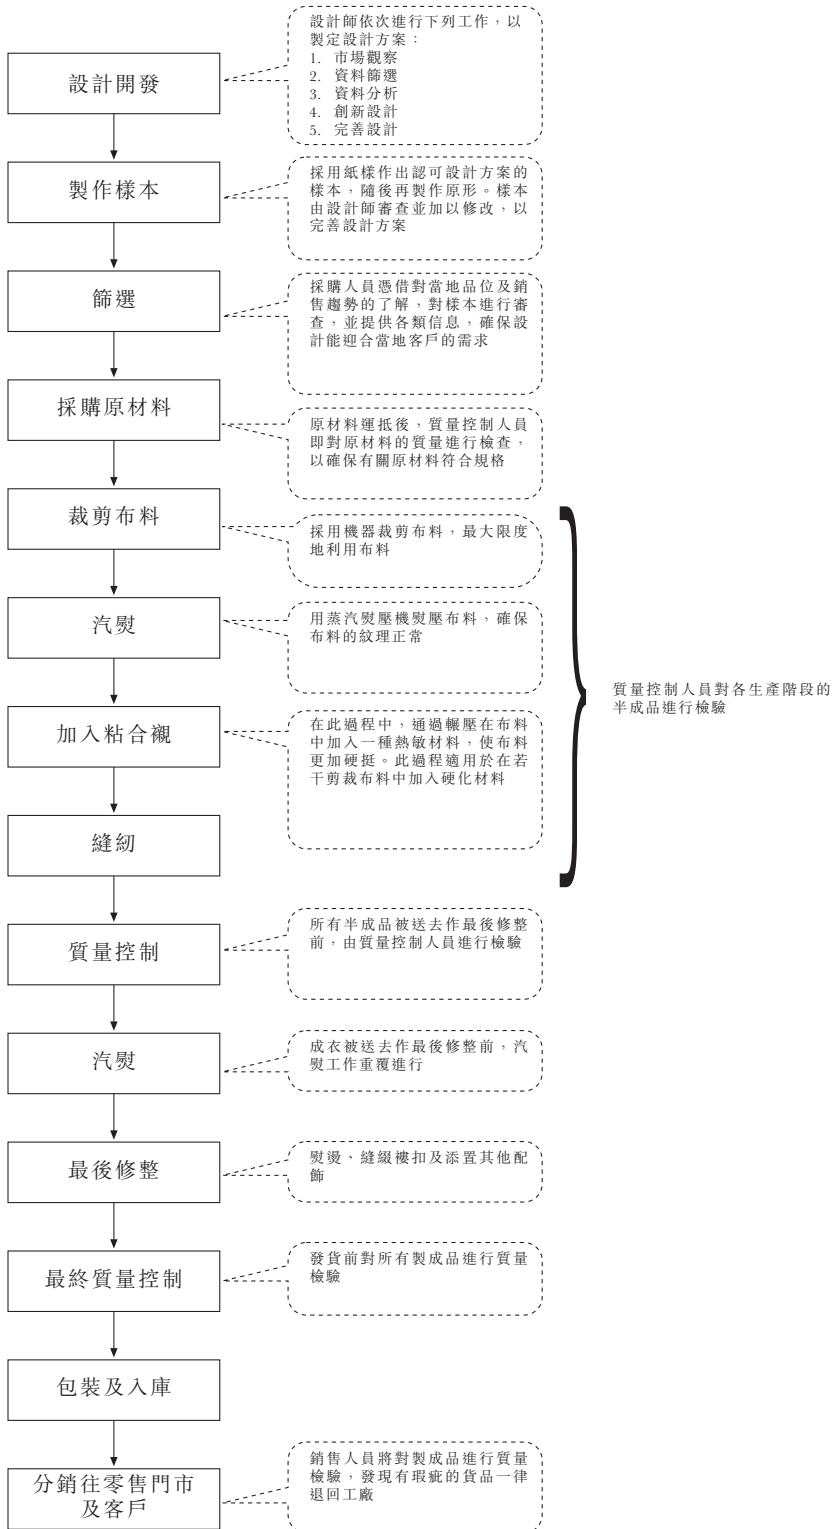 設計開發
設計師依次進行下列工作，以
製定設計方案：
1. 市場觀察
2. 資料篩選
3. 資料分析
4. 創新設計
5. 完善設計
製作樣本
採用紙樣作出認可設計方案的
樣本，隨後再製作原形。樣本
由設計師審查並加以修改，以
完善設計方案
篩選
採購人員憑借對當地品位及銷
售趨勢的了解，對樣本進行審
查，並提供各類信息，確保設
計能迎合當地客戶的需求
採購原材料
原材料運抵後，質量控制人員
即對原材料的質量進行檢查，
以確保有關原材料符合規格
裁剪布料
採用機器裁剪布料，最大限度
地利用布料
汽熨
用蒸汽熨壓機熨壓布料，確保
布料的紋理正常
加入粘合襯
在此過程中，通過輾壓在布料
中加入一種熱敏材料，使布料
更加硬挺。此過程適用於在若
干剪裁布料中加入硬化材料
縫紉
質量控制人員對各生產階段的
半成品進行檢驗
質量控制
所有半成品被送去作最後修整
前，由質量控制人員進行檢驗
汽熨
成衣被送去作最後修整前，汽
熨工作重覆進行
最後修整
熨燙、縫綴褸扣及添置其他配
飾
最終質量控制
發貨前對所有製成品進行質量
檢驗
包裝及入庫
分銷往零售門市
及客戶
銷售人員將對製成品進行質量
檢驗，發現有瑕疵的貨品一律
退回工廠